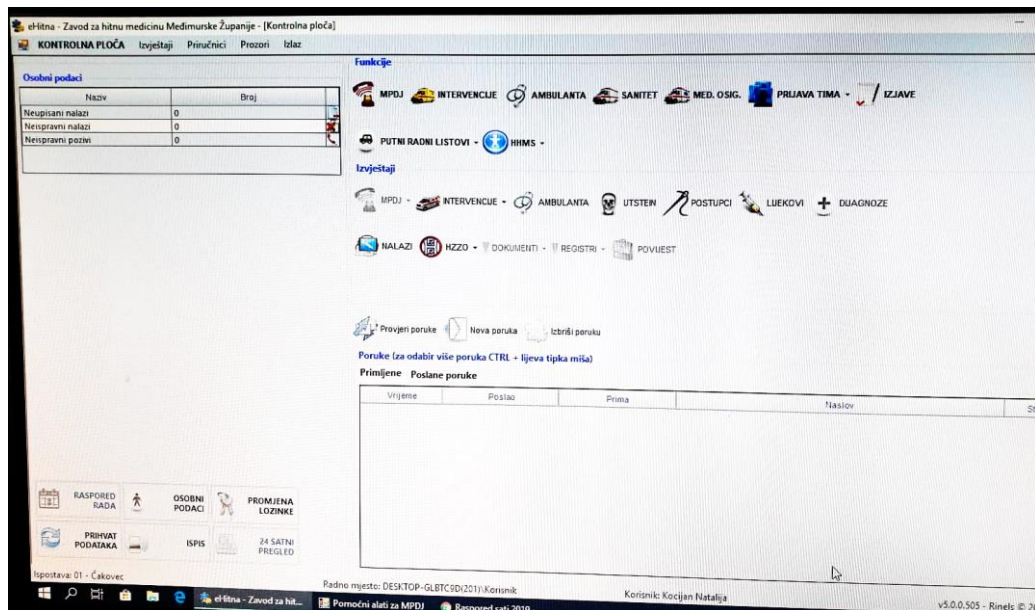 eHitna - Zavod za hitnu medicinu Međimurske Županije - [Kontrolna ploča]
KONTROLNA PLOČA Izvještaji Priručnici Prozori Izlaz
Osobni podaci
Naziv Broj
Neupisani nalazi 0
Neispravni nalazi 0
Neispravni pozivi 0
Funkcije
MPDJ INTERVENCIJE AMBULANTA SANITET MED. OSIG. PRIJAVA TIMA IZJAVE
PUTNI RADNI LISTOVI HHMS
Izvještaji
MPDJ INTERVENCIJE AMBULANTA UTSTEIN POSTUPCI LIJEKOVI DIJAGNOZE
NALAZI HZZO DOKUMENTI REGISTRI POVIJEST
Provjeri poruke Nova poruka Izbriši poruku
Poruke (za odabir više poruka CTRL + lijeva tipka miša)
Primljene Poslane poruke
Vrijeme Poslao Prima Naslov St
RASPORED RADA OSOBNI PODACI PROMJENA LOZINKE
PRIHVAT PODATAKA ISPIS 24 SATNI PREGLED
Ispostava: 01 - Čakovec
Radno mjesto: DESKTOP-GLBTC9D(201)\Korisnik
Korisnik: Kocijan Natalija
v5.0.0.505 - Rinels © 2
eHitna - Zavod za hit... Pomoćni alati za MPDJ Raspored sati 2019